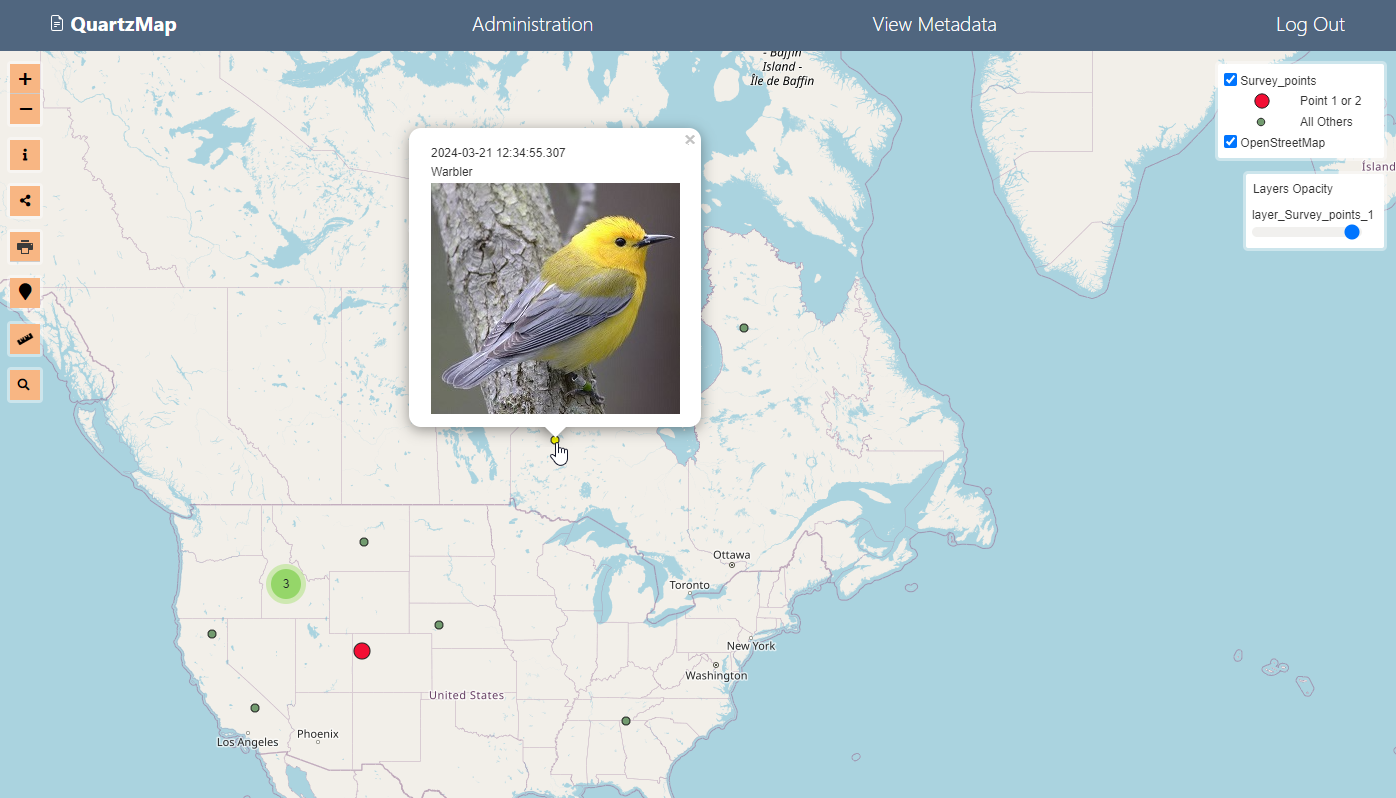 QuartzMap
Administration
View Metadata
Log Out
- Baffin
Island -
Île de Baffin
+
−
i
Survey_points
Point 1 or 2
All Others
OpenStreetMap
Ísland
Layers Opacity
layer_Survey_points_1
×
2024-03-21 12:34:55.307
Warbler
3
Ottawa
Toronto
New York
Washington
United States
Phoenix
Los Angeles